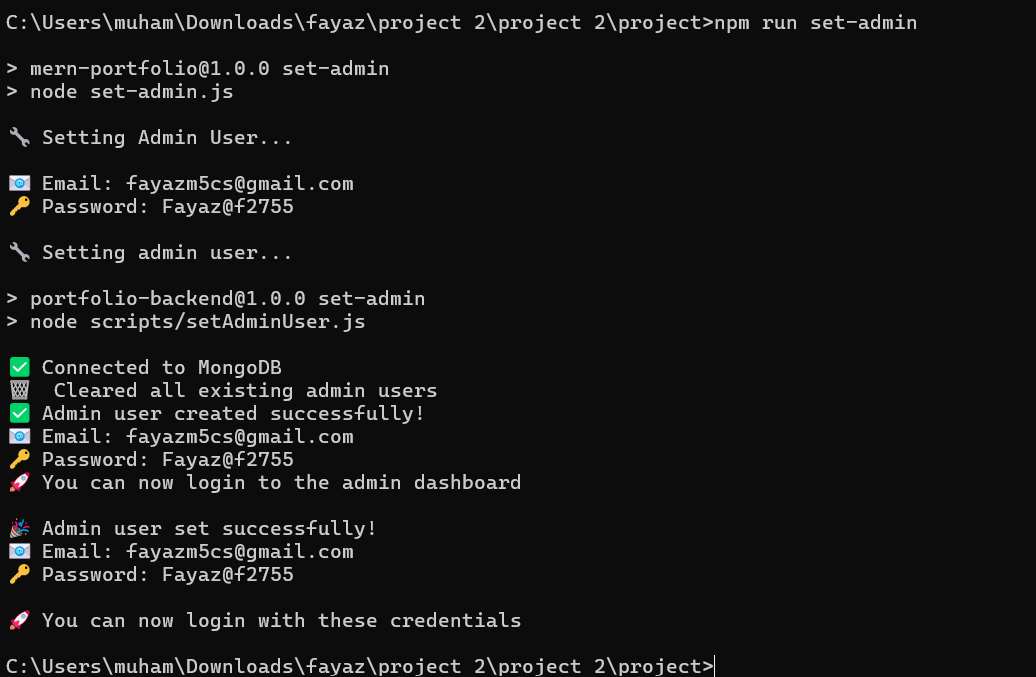 C:\Users\muham\Downloads\fayaz\project 2\project 2\project>npm run set-admin
> mern-portfolio@1.0.0 set-admin
> node set-admin.js
🔧 Setting Admin User...
📧 Email: fayazm5cs@gmail.com
🔑 Password: Fayaz@f2755
🔧 Setting admin user...
> portfolio-backend@1.0.0 set-admin
> node scripts/setAdminUser.js
✅ Connected to MongoDB
🗑️  Cleared all existing admin users
✅ Admin user created successfully!
📧 Email: fayazm5cs@gmail.com
🔑 Password: Fayaz@f2755
🚀 You can now login to the admin dashboard
🎉 Admin user set successfully!
📧 Email: fayazm5cs@gmail.com
🔑 Password: Fayaz@f2755
🚀 You can now login with these credentials
C:\Users\muham\Downloads\fayaz\project 2\project 2\project>